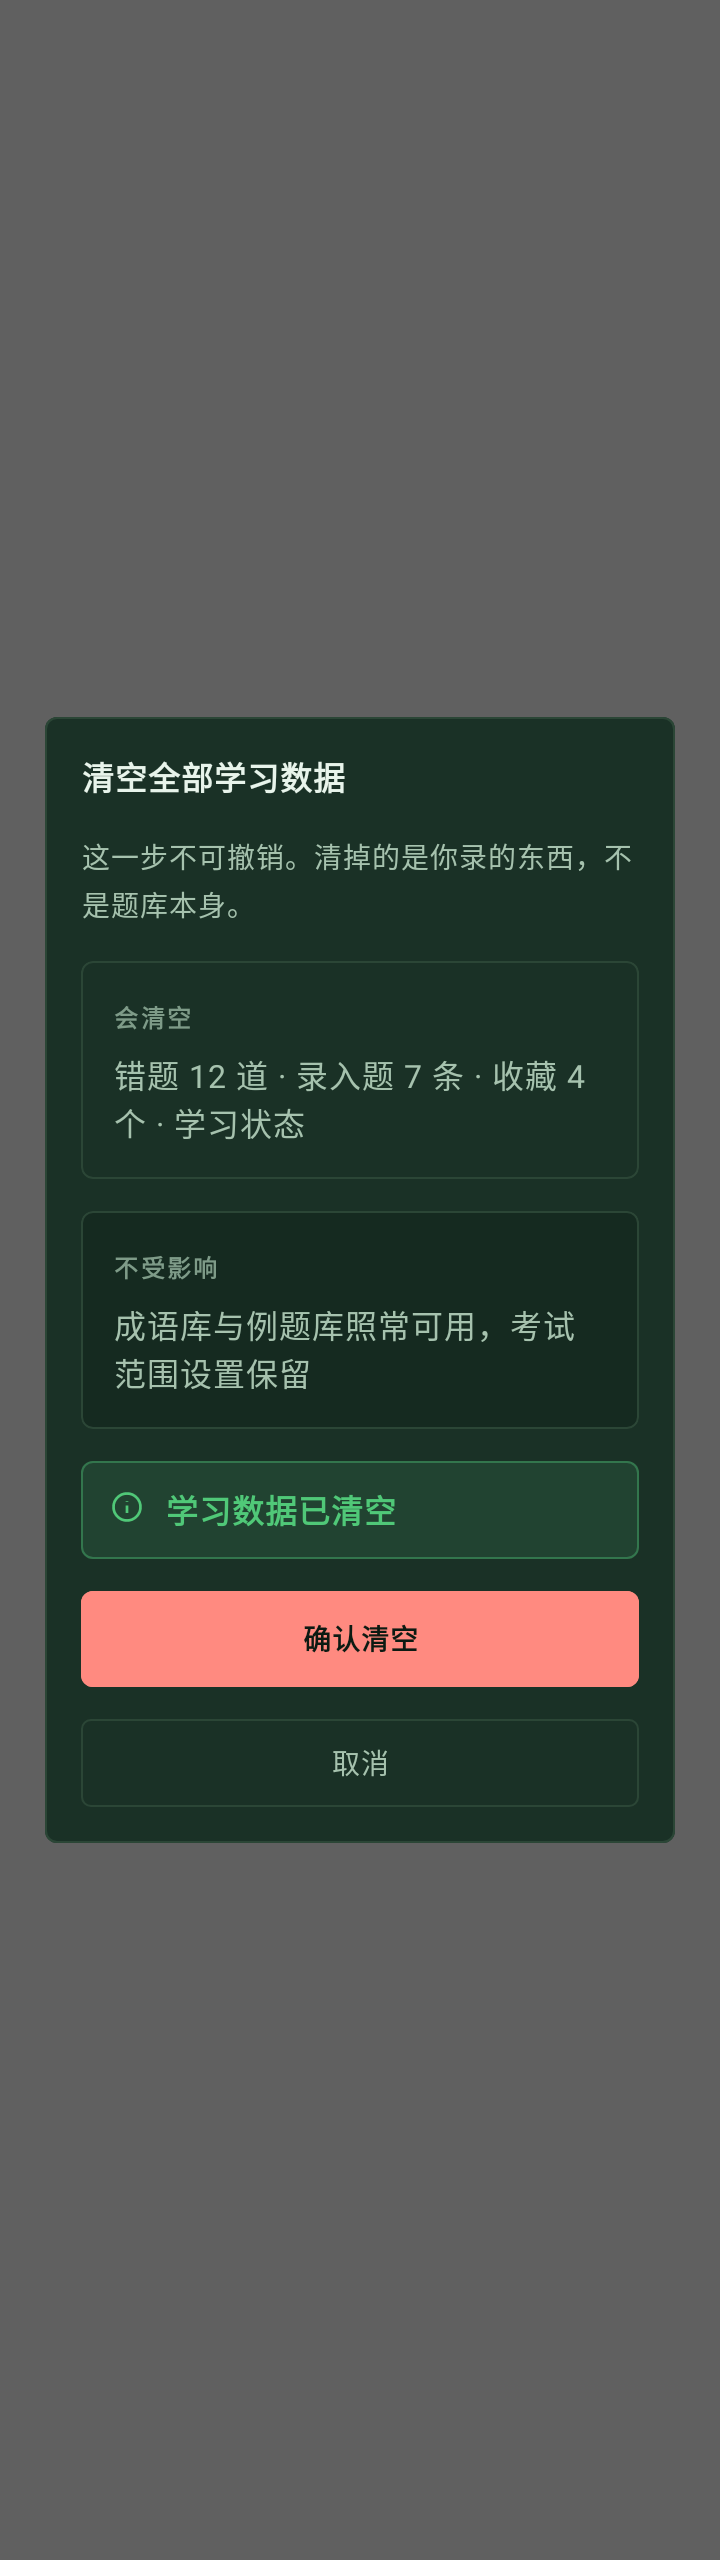 清空全部学习数据
这一步不可撤销。清掉的是你录的东西，不
是题库本身。
会清空
错题 12 道 · 录入题 7 条 · 收藏 4
个 · 学习状态
不受影响
成语库与例题库照常可用，考试
范围设置保留
学习数据已清空
确认清空
取消